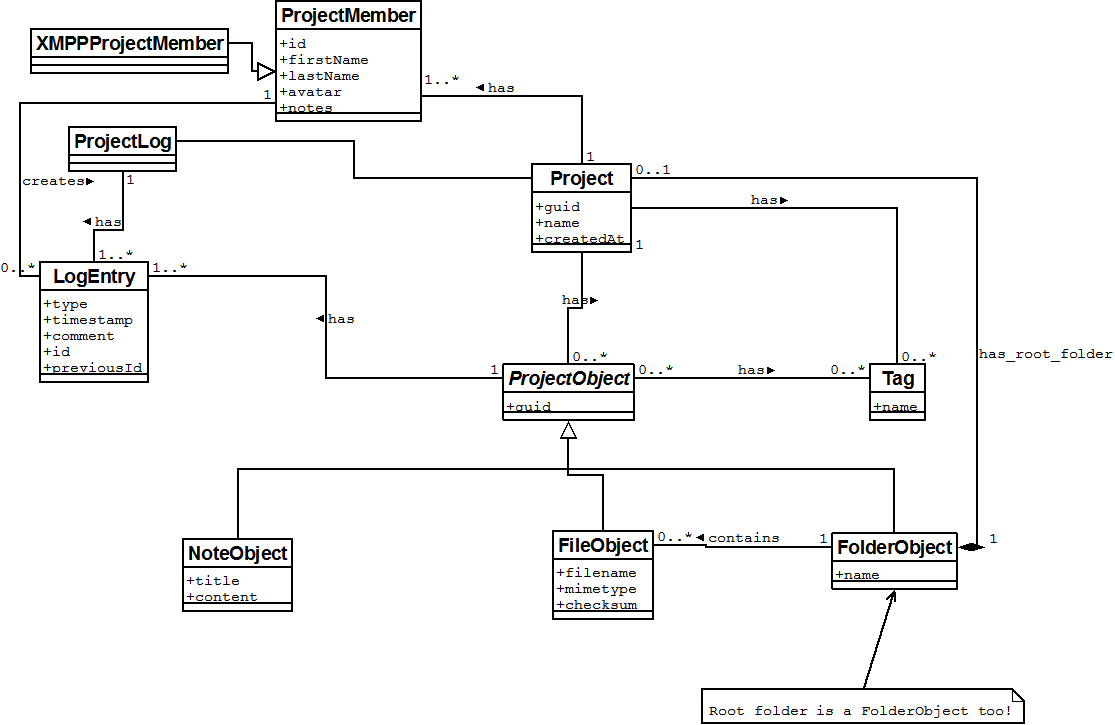 ProjectMember
XMPPProjectMember
+id
+firstName
+lastName
+avatar
+notes
1..*
has
1
ProjectLog
1
Project
0..1
creates
1
+guid
+name
+createdAt
has
has
1
1..*
0..*
LogEntry
1..*
has
+type
+timestamp
+comment
+id
+previousId
has
0..*
0..*
has_root_folder
1
ProjectObject
0..*
has
0..*
Tag
+guid
+name
NoteObject
+title
+content
FileObject
0..*
contains
1
FolderObject
1
+filename
+mimetype
+checksum
+name
Root folder is a FolderObject too!